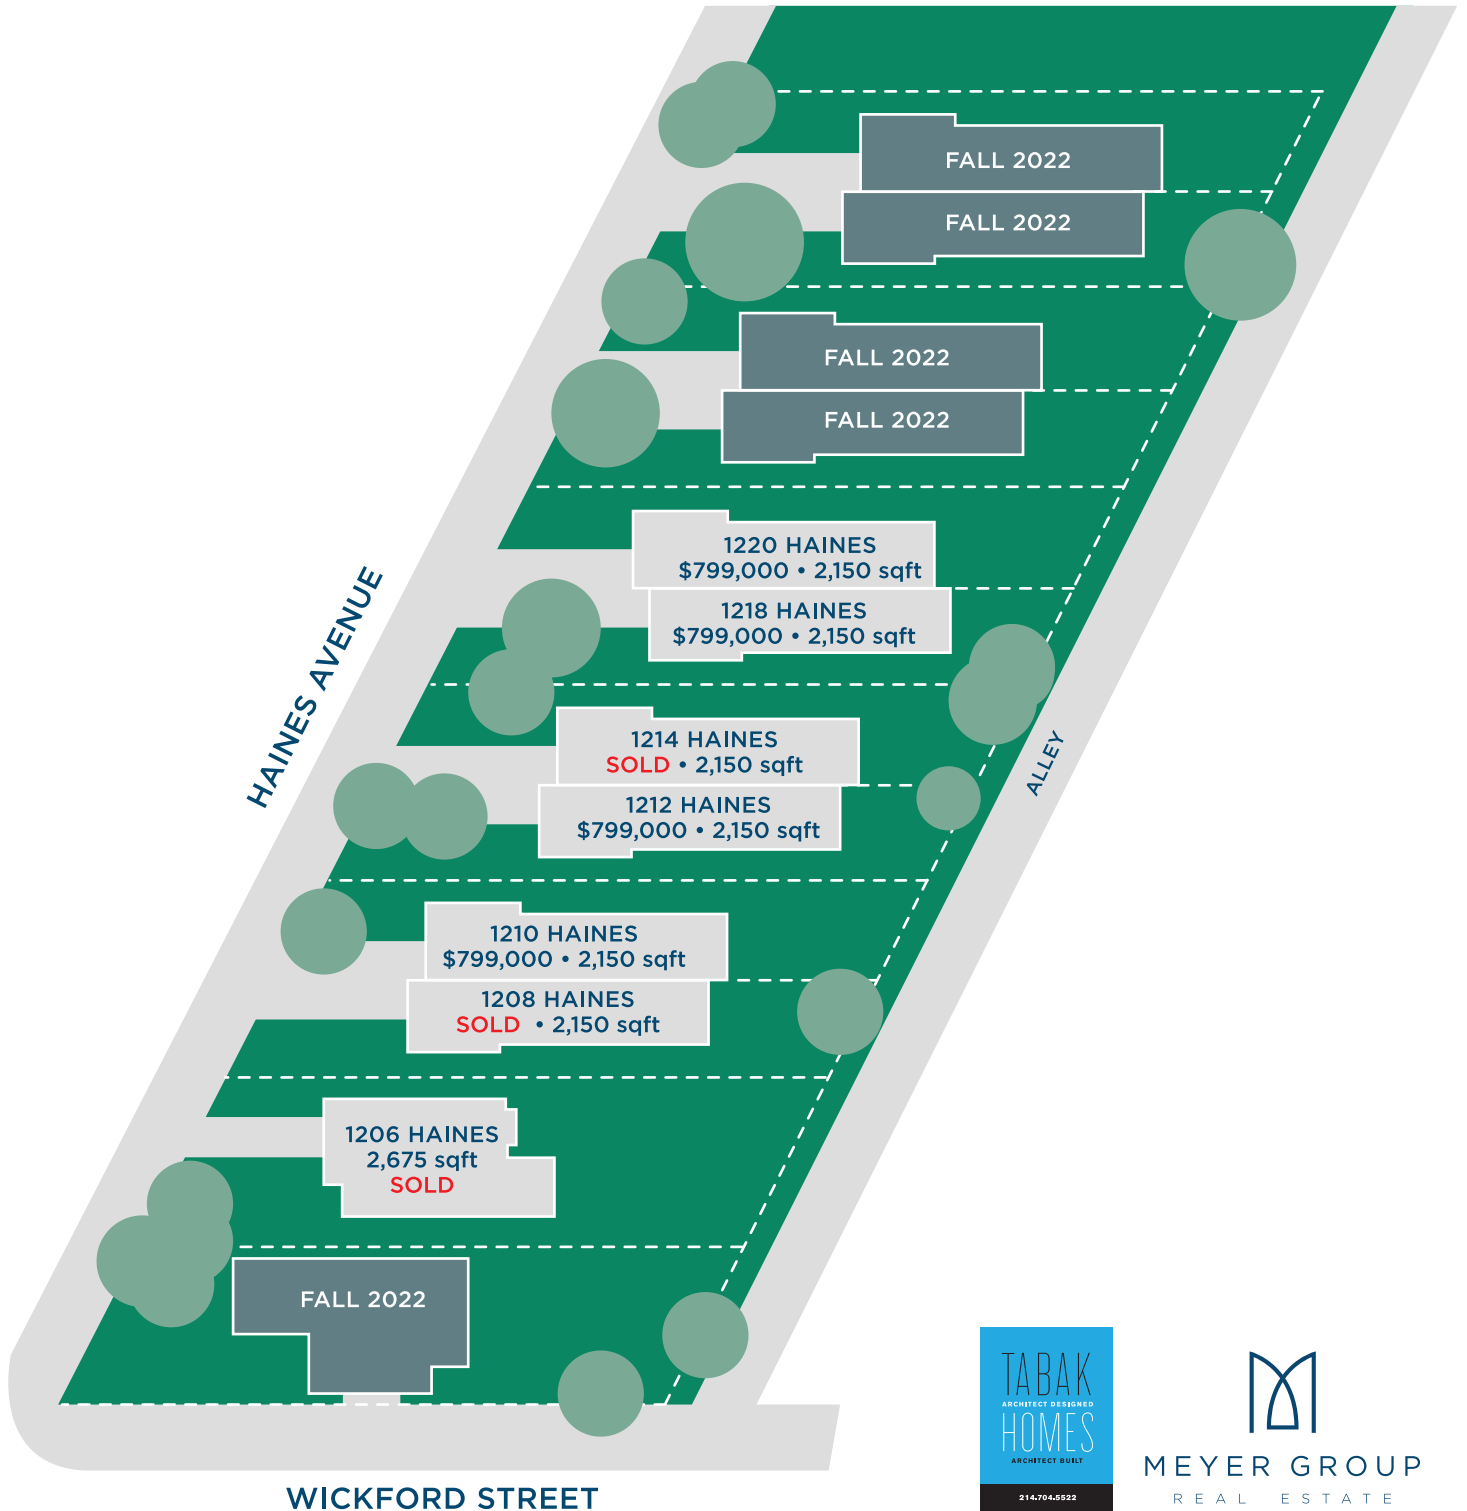 FALL 2022
FALL 2022
FALL 2022
FALL 2022
1220 HAINES
$799,000 • 2,150 sqft
1218 HAINES
$799,000 • 2,150 sqft
HAINES AVENUE
1214 HAINES
SOLD • 2,150 sqft
1212 HAINES
$799,000 • 2,150 sqft
ALLEY
1210 HAINES
$799,000 • 2,150 sqft
1208 HAINES
SOLD • 2,150 sqft
1206 HAINES
2,675 sqft
SOLD
FALL 2022
WICKFORD STREET
TABAK
ARCHITECT DESIGNED
HOMES
ARCHITECT BUILT
214.704.5522
MEYER GROUP
REAL ESTATE